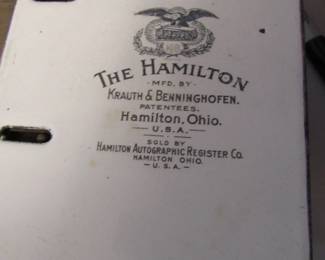 THE HAMILTON
MFD. BY
KRAUTH & BENNINGHOFEN.
PATENTEES.
Hamilton, Ohio.
U.S.A.
SOLD BY
HAMILTON AUTOGRAPHIC REGISTER CO.
HAMILTON OHIO.
U.S.A.